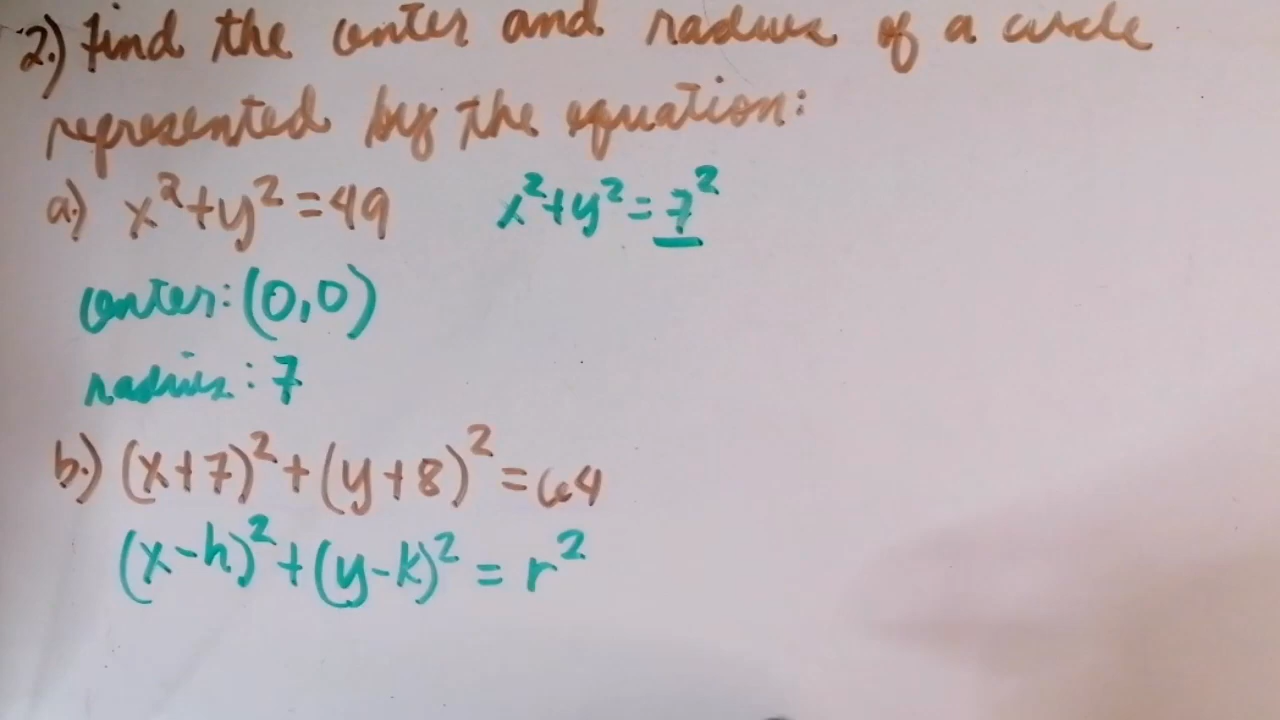 2.) Find the center and radius of a circle
represented by the equation:
a.) x²+y²=49 x²+y²=7²
center: (0,0)
radius: 7
b.) (x+7)²+(y+8)²=64
(x-h)²+(y-k)²=r²